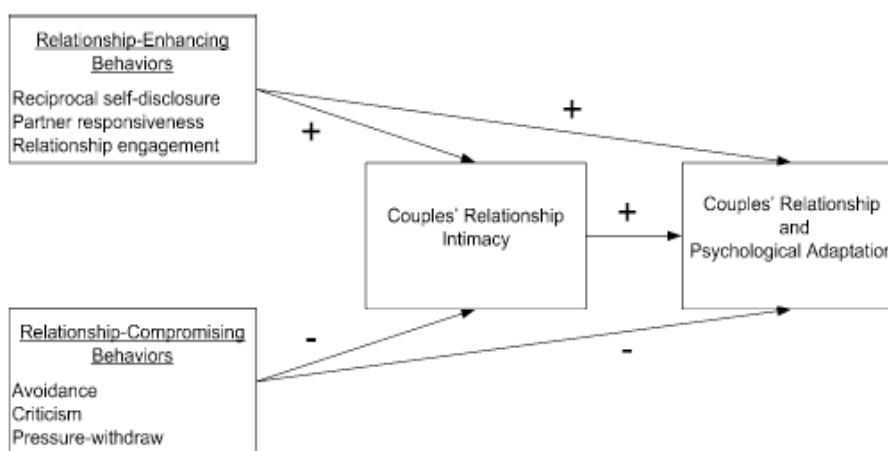 Relationship-Enhancing
Behaviors
Reciprocal self-disclosure
Partner responsiveness
Relationship engagement
+
+
Couples' Relationship
Intimacy
+
Couples' Relationship
and
Psychological Adaptation
Relationship-Compromising
Behaviors
Avoidance
Criticism
Pressure-withdraw
-
-